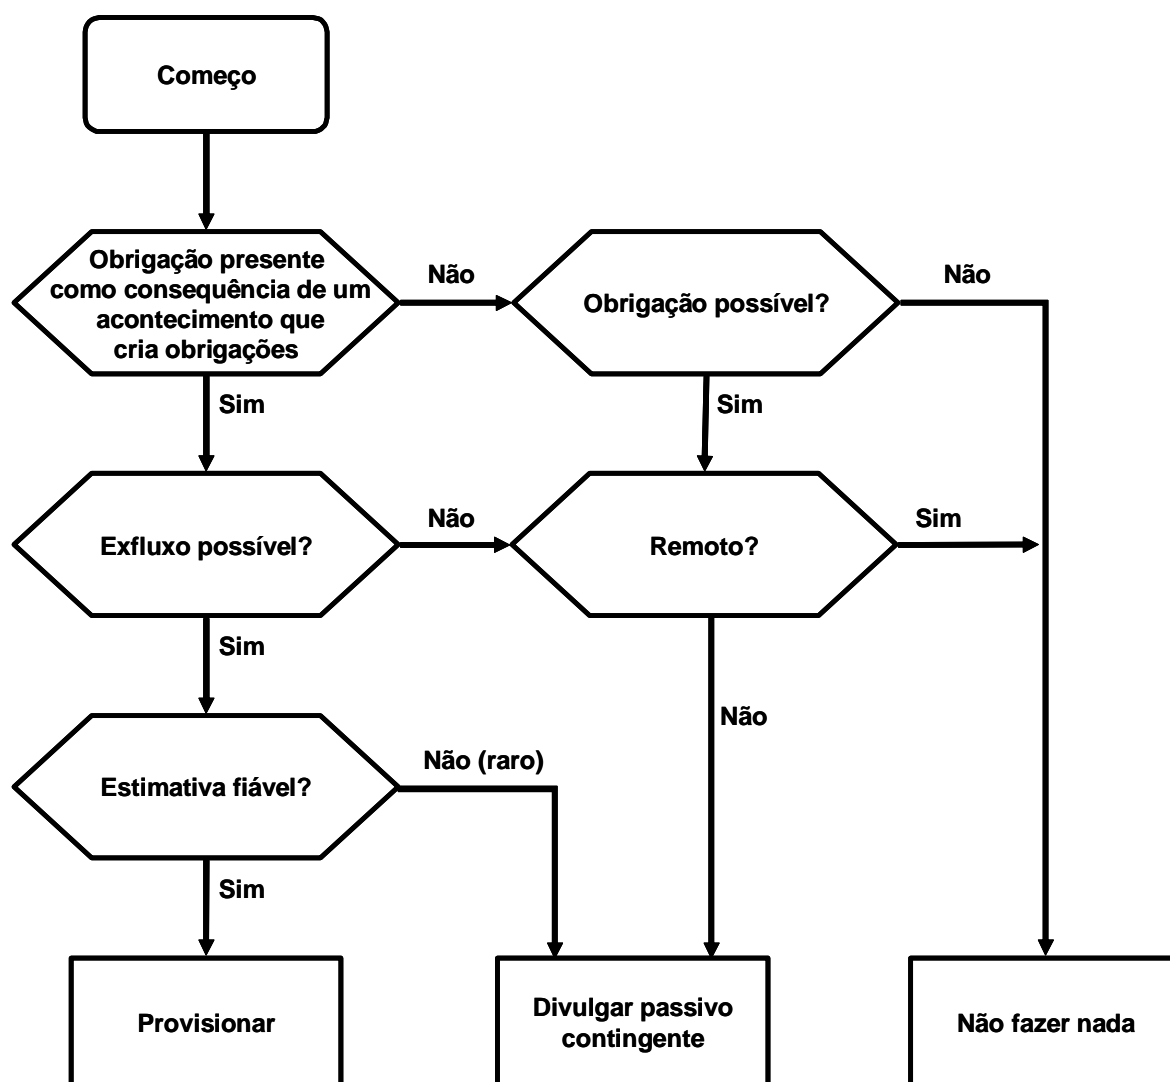 Começo
Obrigação presente
como consequência de um
acontecimento que
cria obrigações
Não
Obrigação possível?
Não
Sim
Sim
Exfluxo possível?
Não
Remoto?
Sim
Sim
Não
Estimativa fiável?
Não (raro)
Sim
Provisionar
Divulgar passivo
contingente
Não fazer nada